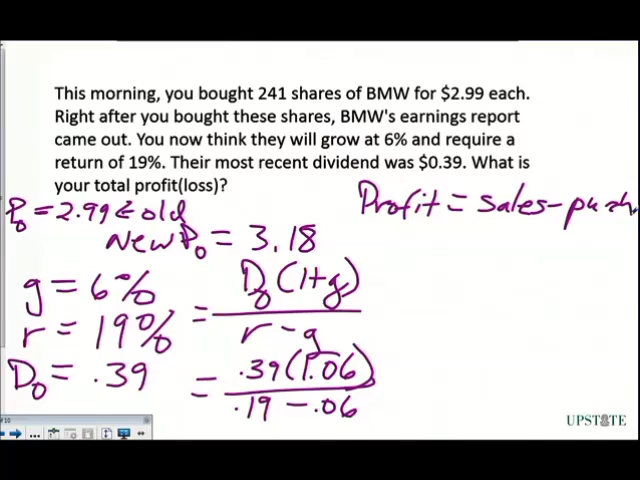 This morning, you bought 241 shares of BMW for $2.99 each.
Right after you bought these shares, BMW's earnings report
came out. You now think they will grow at 6% and require a
return of 19%. Their most recent dividend was $0.39. What is
your total profit(loss)?
P₀ = 2.99 ← old
Profit = sales - purch
New P₀ = 3.18
g = 6%
= D₀(1+g)
r = 19%
r - g
D₀ = .39
= .39(1.06)
.19 - .06
UPSTATE